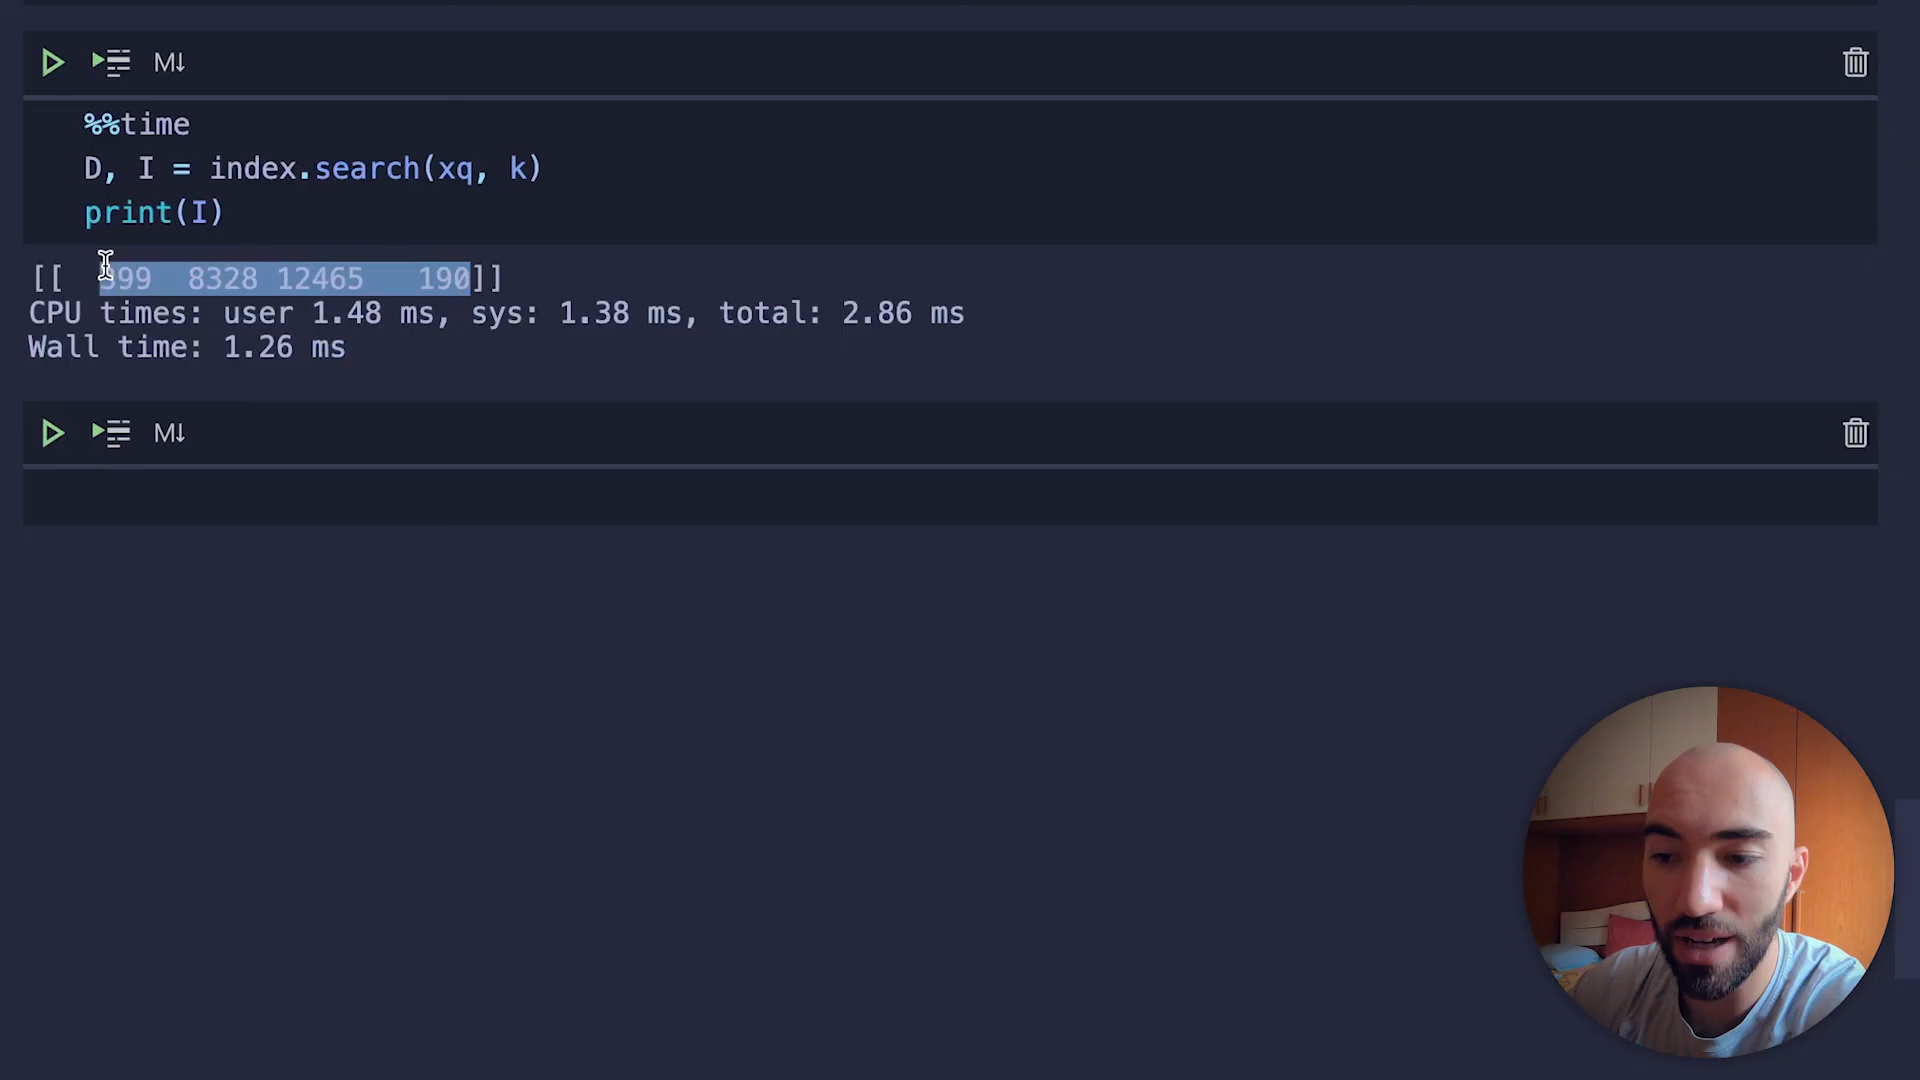 M↓
%%time
D, I = index.search(xq, k)
print(I)
[[ 399 8328 12465 190]]
CPU times: user 1.48 ms, sys: 1.38 ms, total: 2.86 ms
Wall time: 1.26 ms
M↓